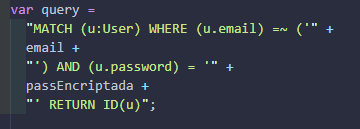 var query =
"MATCH (u:User) WHERE (u.email) =~ ('" +
email +
"') AND (u.password) = '" +
passEncriptada +
"' RETURN ID(u)";